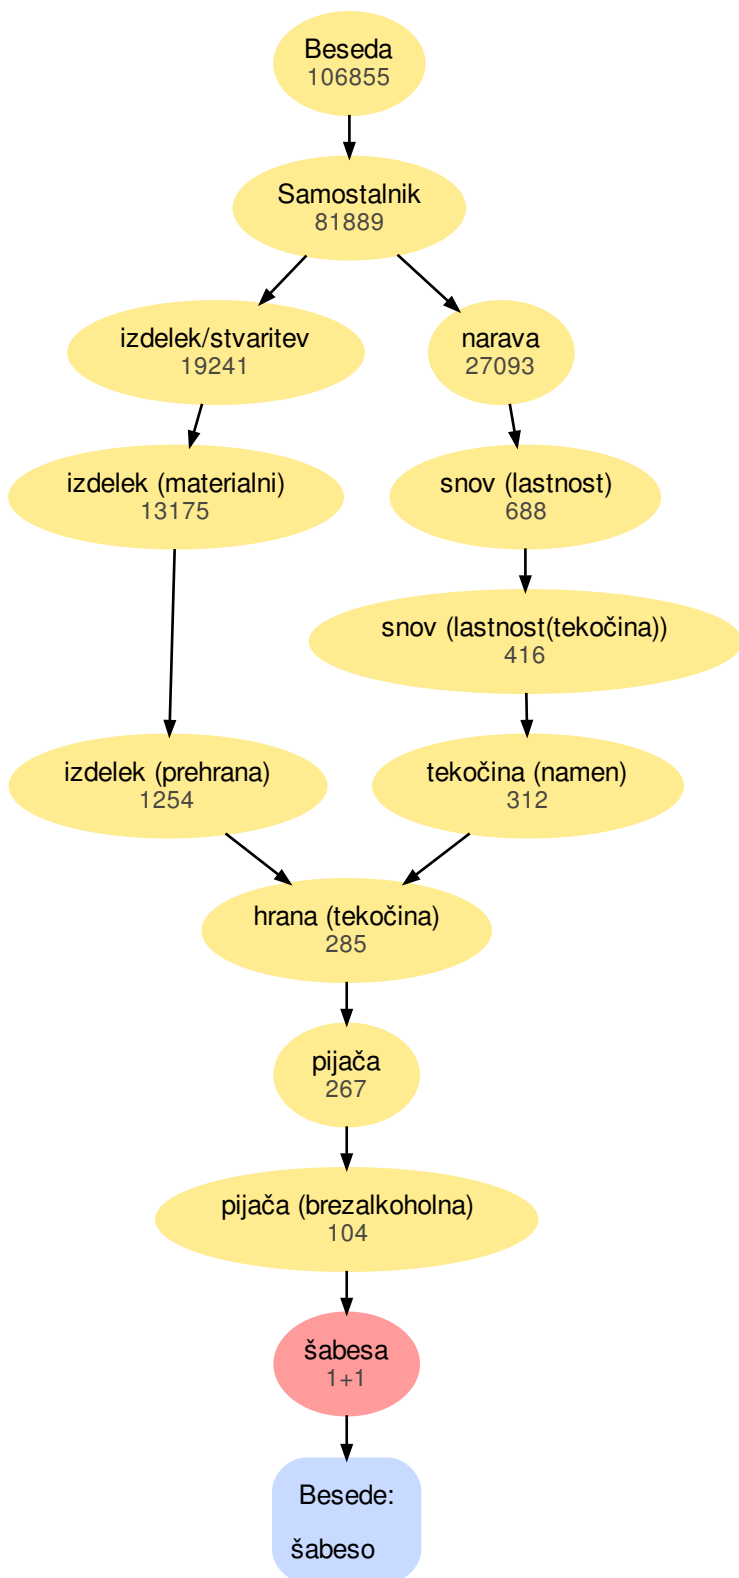 Beseda
106855
Samostalnik
81889
izdelek/stvaritev
19241
narava
27093
izdelek (materialni)
13175
snov (lastnost)
688
snov (lastnost(tekočina))
416
izdelek (prehrana)
1254
tekočina (namen)
312
hrana (tekočina)
285
pijača
267
pijača (brezalkoholna)
104
šabesa
1+1
Besede:
šabeso